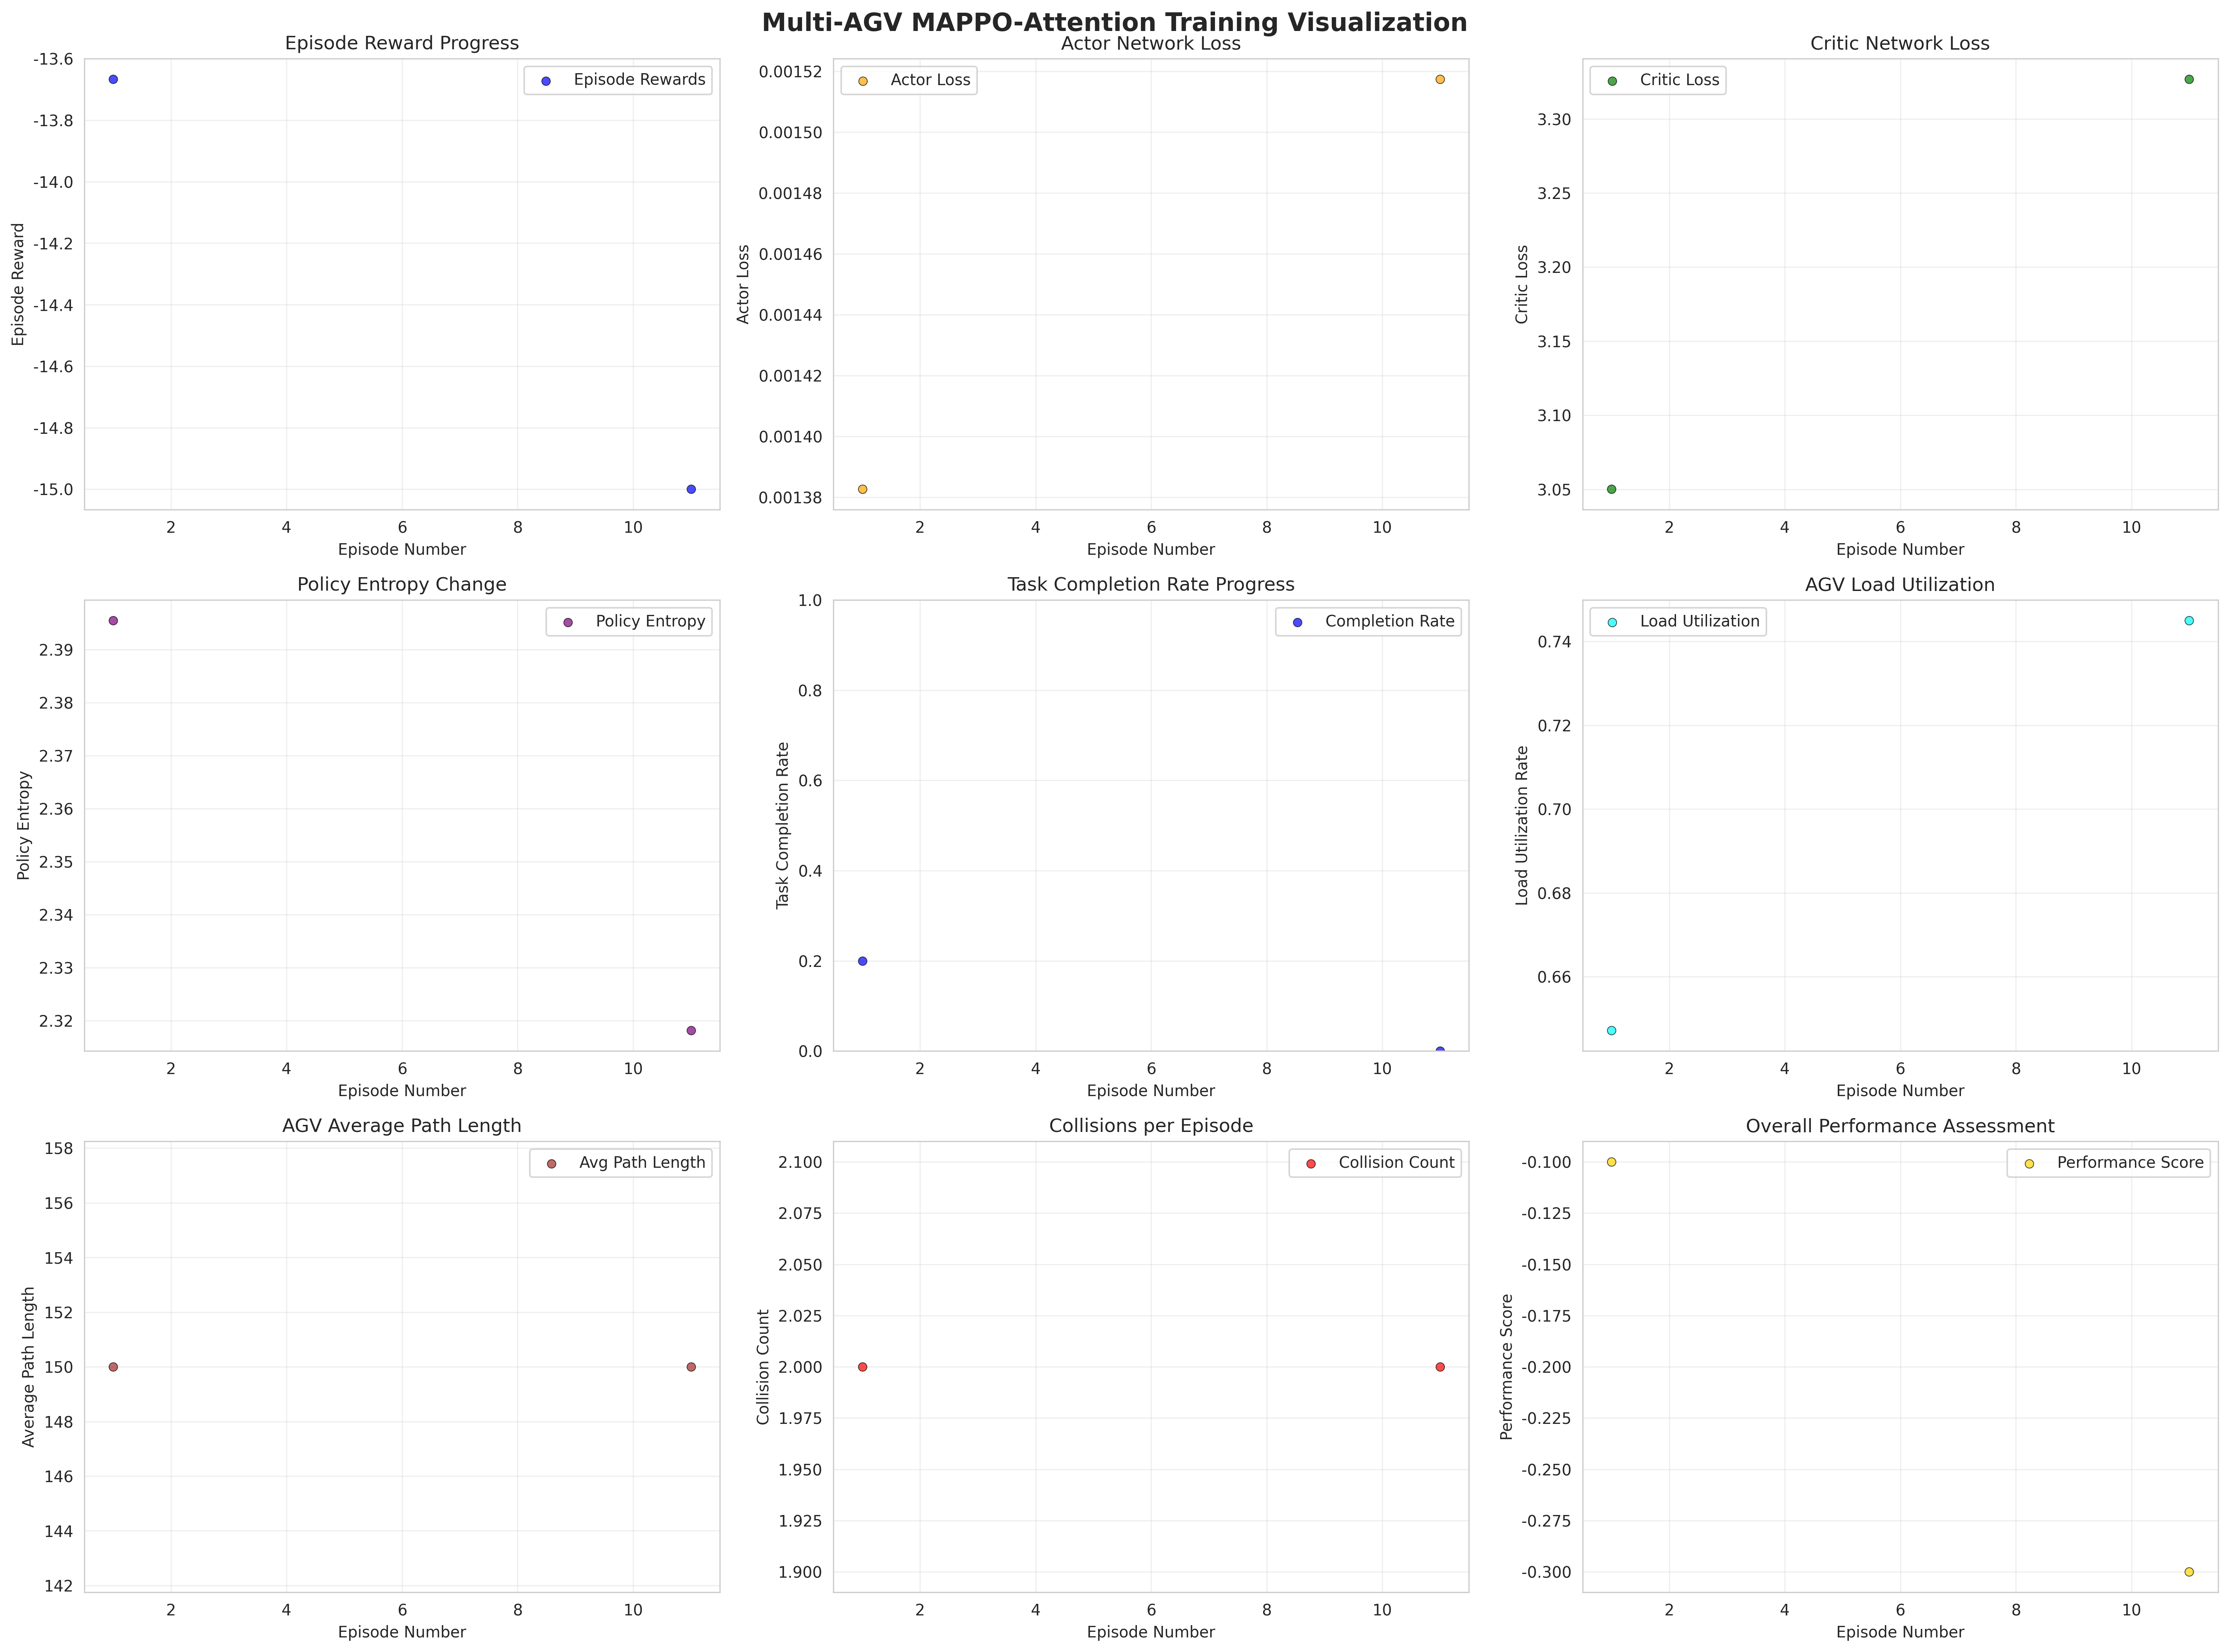 Multi-AGV MAPPO-Attention Training Visualization
Episode Reward Progress
Episode Rewards
-13.6
-13.8
-14.0
-14.2
-14.4
-14.6
-14.8
-15.0
Episode Reward
2 4 6 8 10
Episode Number
Actor Network Loss
Actor Loss
0.00152
0.00150
0.00148
0.00146
0.00144
0.00142
0.00140
0.00138
Actor Loss
2 4 6 8 10
Episode Number
Critic Network Loss
Critic Loss
3.30
3.25
3.20
3.15
3.10
3.05
Critic Loss
2 4 6 8 10
Episode Number
Policy Entropy Change
Policy Entropy
2.39
2.38
2.37
2.36
2.35
2.34
2.33
2.32
Policy Entropy
2 4 6 8 10
Episode Number
Task Completion Rate Progress
Completion Rate
1.0
0.8
0.6
0.4
0.2
0.0
Task Completion Rate
2 4 6 8 10
Episode Number
AGV Load Utilization
Load Utilization
0.74
0.72
0.70
0.68
0.66
Load Utilization Rate
2 4 6 8 10
Episode Number
AGV Average Path Length
Avg Path Length
158
156
154
152
150
148
146
144
142
Average Path Length
2 4 6 8 10
Episode Number
Collisions per Episode
Collision Count
2.100
2.075
2.050
2.025
2.000
1.975
1.950
1.925
1.900
Collision Count
2 4 6 8 10
Episode Number
Overall Performance Assessment
Performance Score
-0.100
-0.125
-0.150
-0.175
-0.200
-0.225
-0.250
-0.275
-0.300
Performance Score
2 4 6 8 10
Episode Number